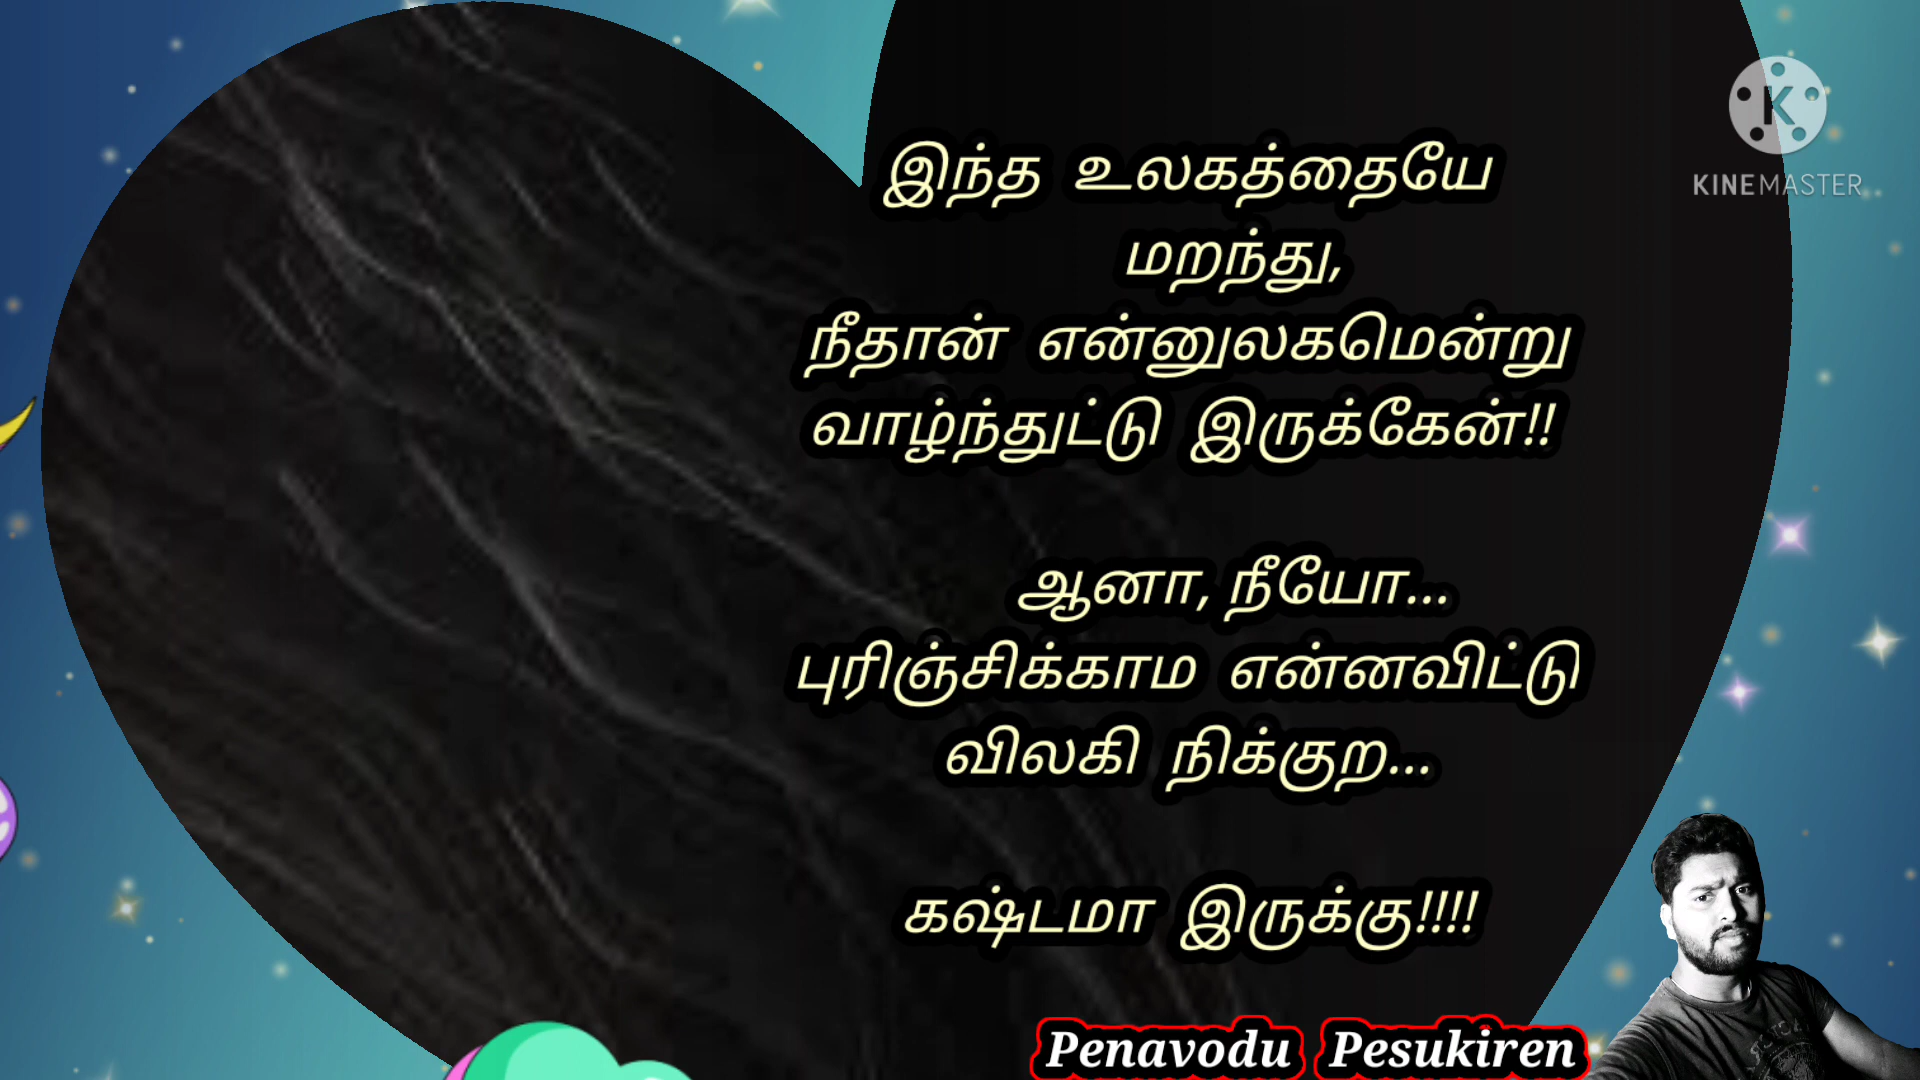 இந்த உலகத்தையே
மறந்து,
நீதான் என்னுலகமென்று
வாழ்ந்துட்டு இருக்கேன்!!
ஆனா, நீயோ...
புரிஞ்சிக்காம என்னவிட்டு
விலகி நிக்குற...
கஷ்டமா இருக்கு!!!!
Penavodu Pesukiren
K
KINEMASTER